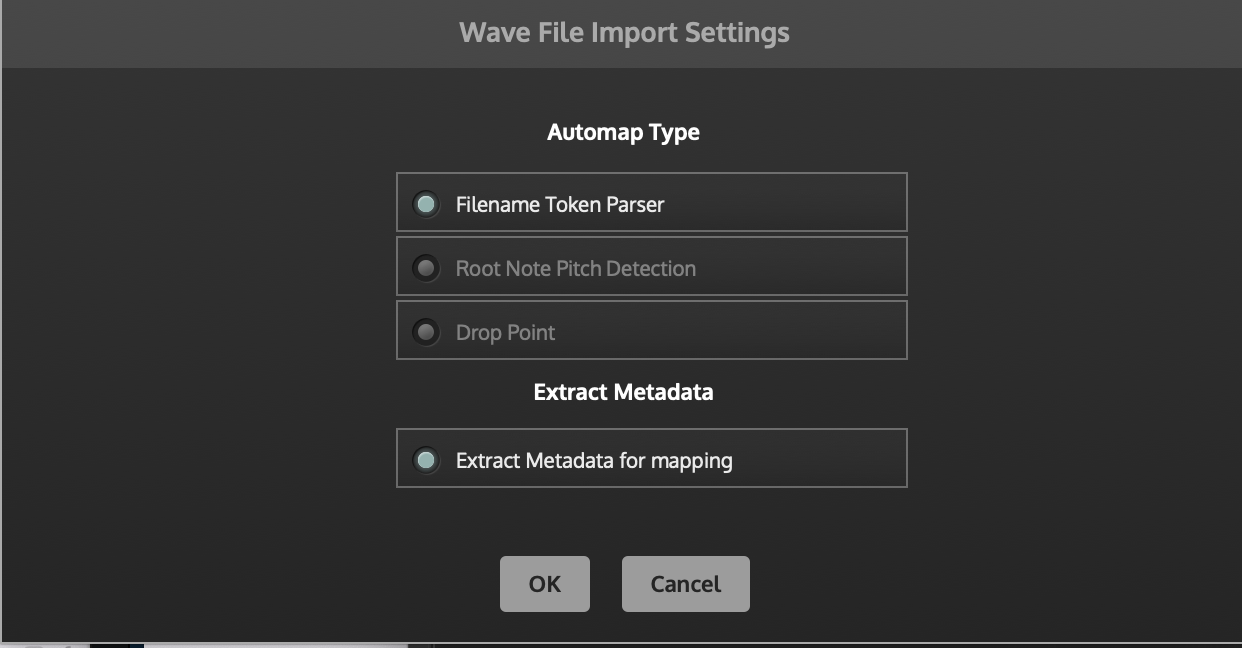 Wave File Import Settings
Automap Type
Filename Token Parser
Root Note Pitch Detection
Drop Point
Extract Metadata
Extract Metadata for mapping
OK
Cancel